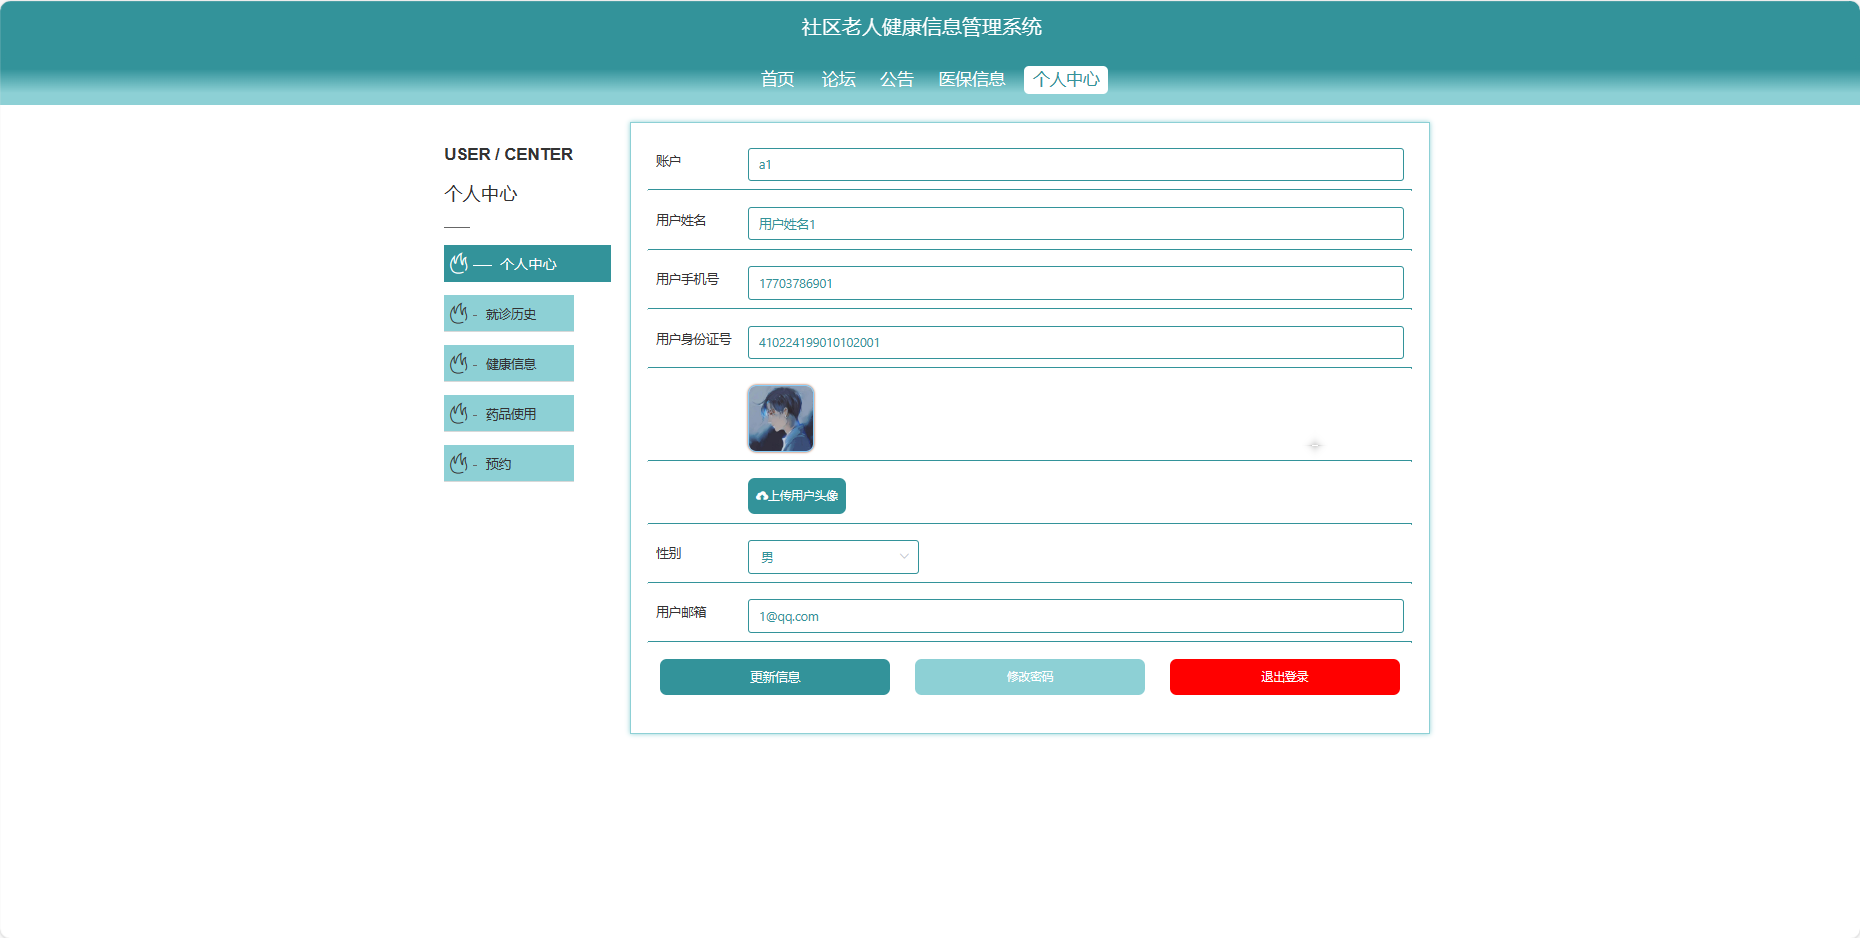 社区老人健康信息管理系统
首页 论坛 公告 医保信息 个人中心
USER / CENTER
个人中心
个人中心
- 就诊历史
- 健康信息
- 药品使用
- 预约
账户 a1
用户姓名 用户姓名1
用户手机号 17703786901
用户身份证号 410224199010102001
上传用户头像
性别 男
用户邮箱 1@qq.com
更新信息 修改密码 退出登录